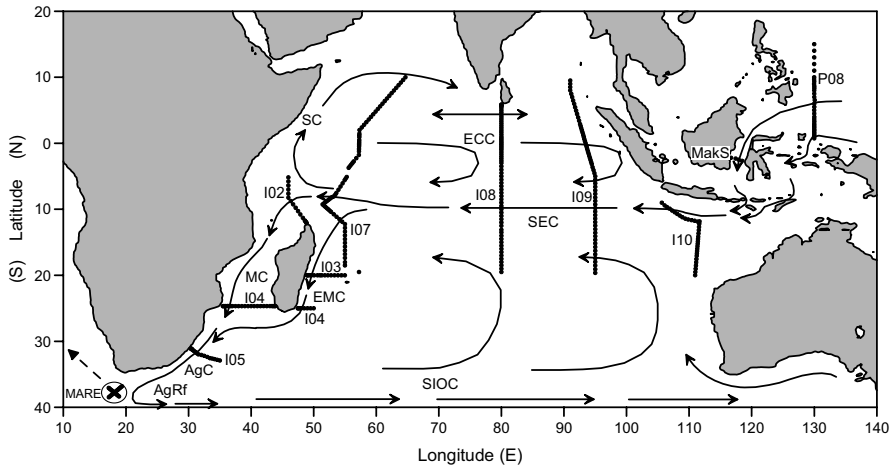 20
10
0
10
20
30
40
(S) Latitude (N)
P08
SC
ECC
MakS
I02
I08
I09
SEC
I07
I10
MC
I03
I04
EMC
I04
I05
AgC
MARE
AgRf
SIOC
10 20 30 40 50 60 70 80 90 100 110 120 130 140
Longitude (E)